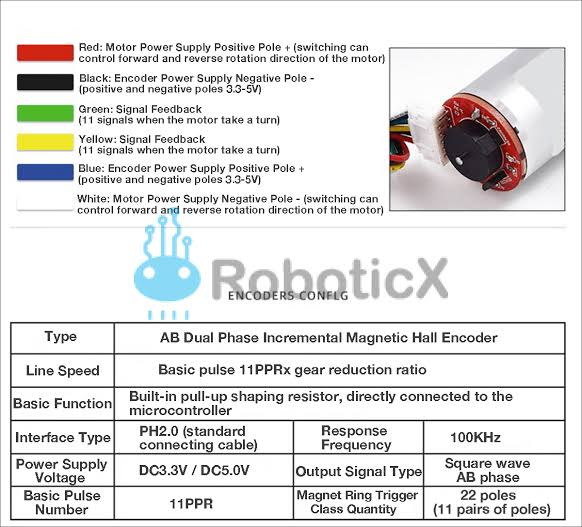 Red: Motor Power Supply Positive Pole + (switching can
control forward and reverse rotation direction of the motor)
Black: Encoder Power Supply Negative Pole -
(positive and negative poles 3.3-5V)
Green: Signal Feedback
(11 signals when the motor take a turn)
Yellow: Signal Feedback
(11 signals when the motor take a turn)
Blue: Encoder Power Supply Positive Pole +
(positive and negative poles 3.3-5V)
White: Motor Power Supply Negative Pole - (switching can
control forward and reverse rotation direction of the motor)
RoboticX
ENCODERS CONFLG
Type AB Dual Phase Incremental Magnetic Hall Encoder
Line Speed Basic pulse 11PPRx gear reduction ratio
Basic Function Built-in pull-up shaping resistor, directly connected to the
microcontroller
Interface Type PH2.0 (standard
connecting cable) Response
Frequency 100KHz
Power Supply
Voltage DC3.3V / DC5.0V Output Signal Type Square wave
AB phase
Basic Pulse
Number 11PPR Magnet Ring Trigger
Class Quantity 22 poles
(11 pairs of poles)